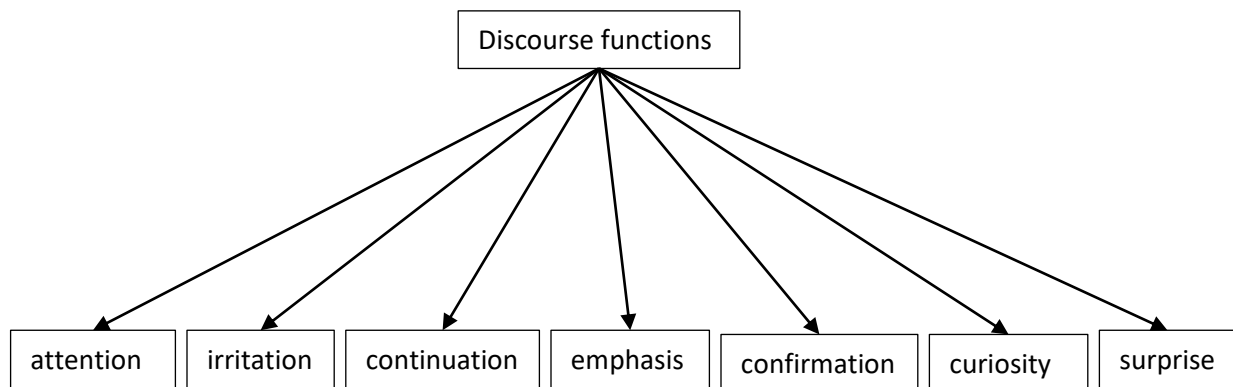 Discourse functions
attention
irritation
continuation
emphasis
confirmation
curiosity
surprise